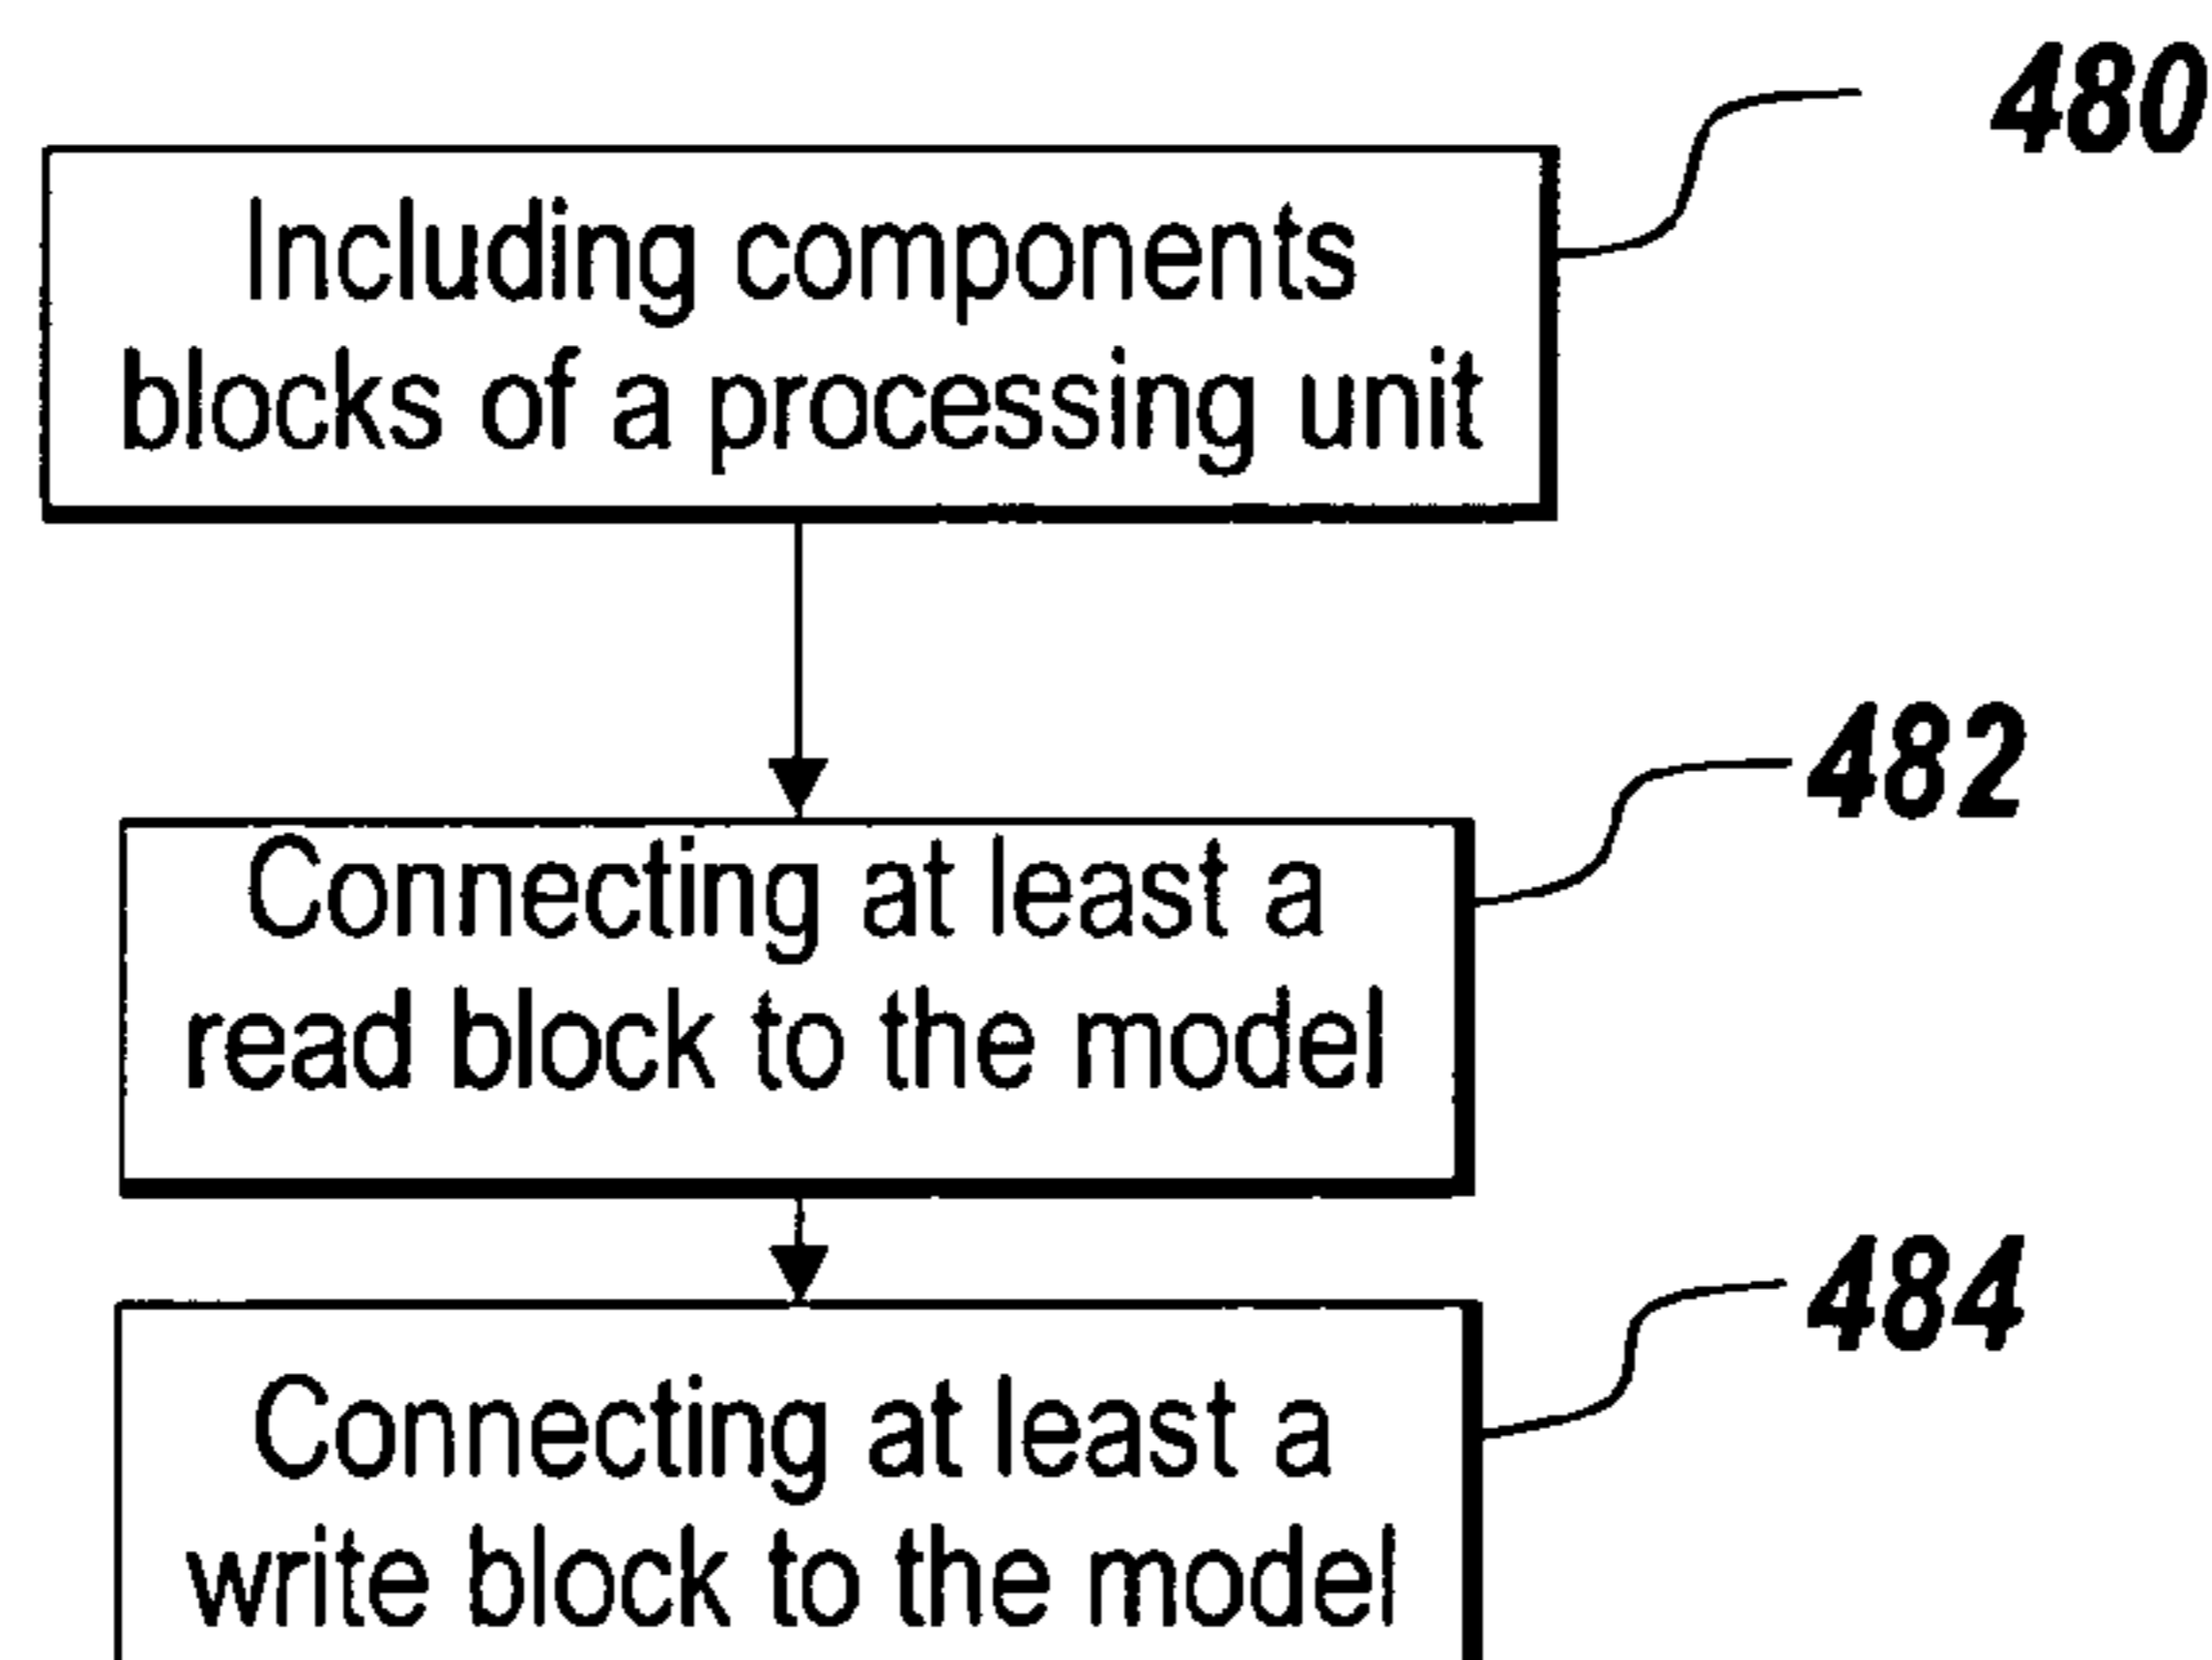 480
Including components
blocks of a processing unit
482
Connecting at least a
read block to the model
484
Connecting at least a
write block to the model